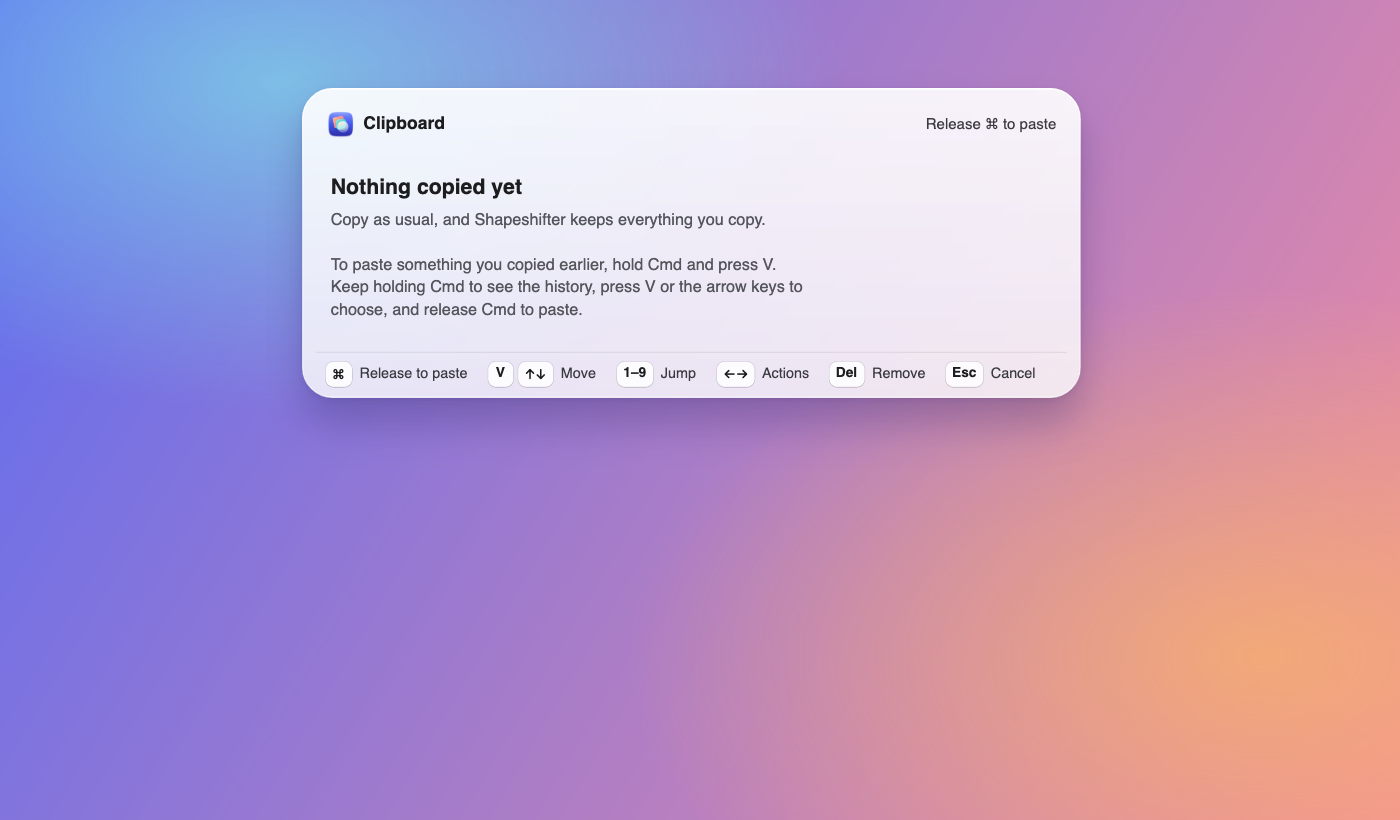 Clipboard
Release ⌘ to paste
Nothing copied yet
Copy as usual, and Shapeshifter keeps everything you copy.
To paste something you copied earlier, hold Cmd and press V.
Keep holding Cmd to see the history, press V or the arrow keys to
choose, and release Cmd to paste.
⌘ Release to paste V ↑↓ Move 1–9 Jump ←→ Actions Del Remove Esc Cancel